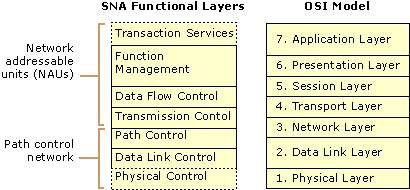 SNA Functional Layers
OSI Model
Network
addressable
units (NAUs)
Path control
network
Transaction Services
Function
Management
Data Flow Control
Transmission Contol
Path Control
Data Link Control
Physical Control
7. Application Layer
6. Presentation Layer
5. Session Layer
4. Transport Layer
3. Network Layer
2. Data Link Layer
1. Physical Layer